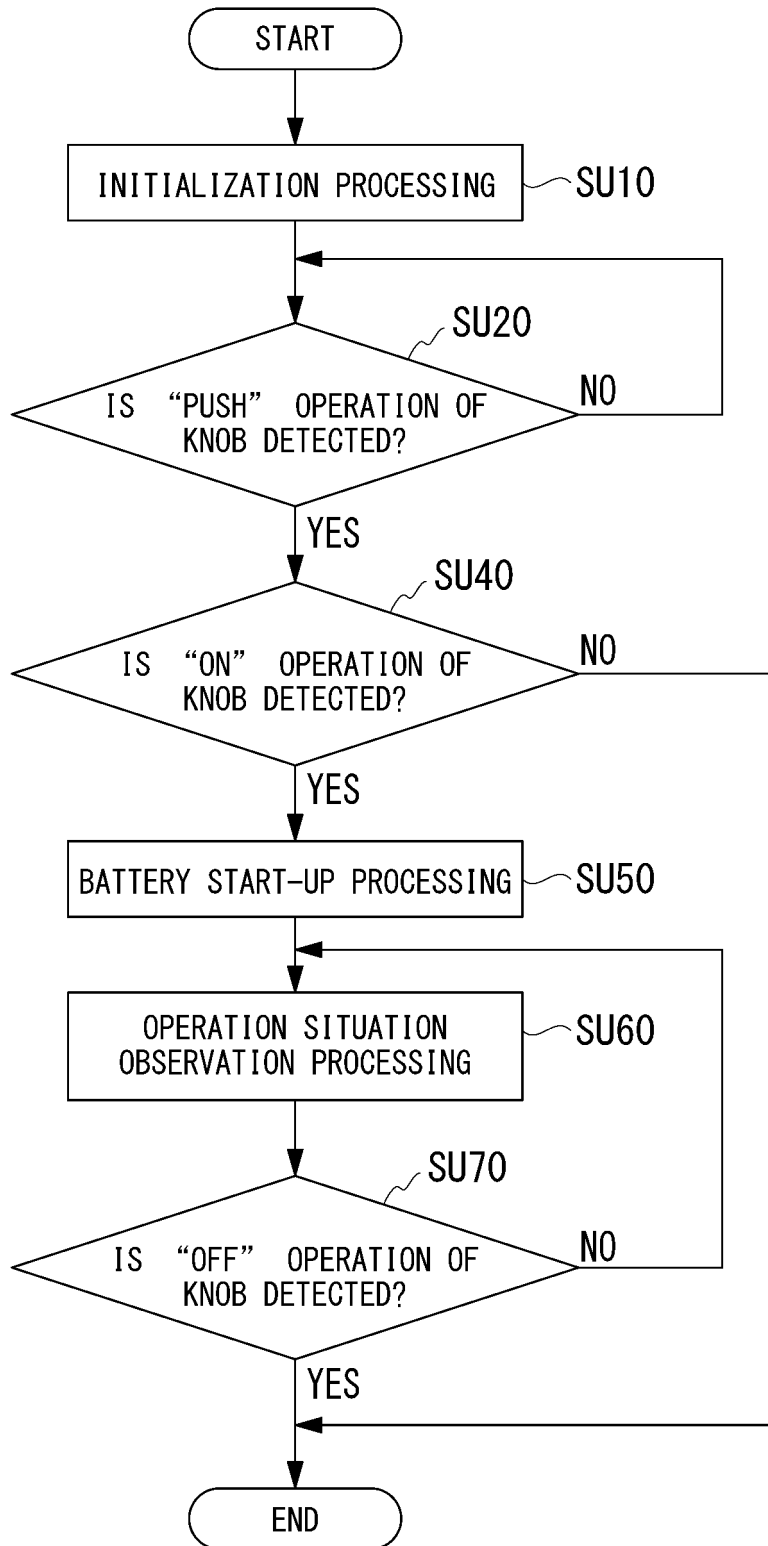 START
INITIALIZATION PROCESSING
SU10
SU20
IS “PUSH” OPERATION OF
KNOB DETECTED?
NO
YES
SU40
IS “ON” OPERATION OF
KNOB DETECTED?
NO
YES
BATTERY START-UP PROCESSING
SU50
OPERATION SITUATION
OBSERVATION PROCESSING
SU60
SU70
IS “OFF” OPERATION OF
KNOB DETECTED?
NO
YES
END